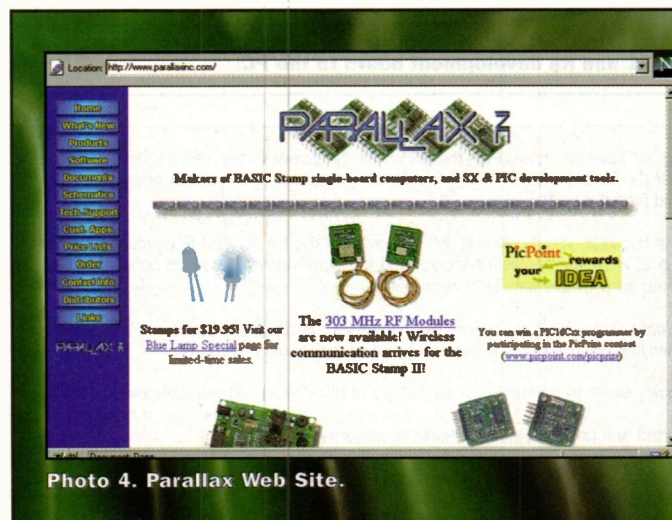 Location: http://www.parallaxinc.com/
N
Home
What's New
Products
Software
Documents
Schematics
Tech. Support
Cust. Apps.
Price Lists
Order
Contact Info.
Distributors
Links
PARALLAX
PARALLAX
Makers of BASIC Stamp single-board computers, and SX & PIC development tools.
Stamps for $19.95! Visit our
Blue Lamp Special page for
limited-time sales.
The 303 MHz RF Modules
are now available! Wireless
communication arrives for the
BASIC Stamp II!
PicPoint rewards
your IDEA
You can win a PIC16Cxx programmer by
participating in the PicPrize contest
(www.picpoint.com/picprize)
Photo 4. Parallax Web Site.